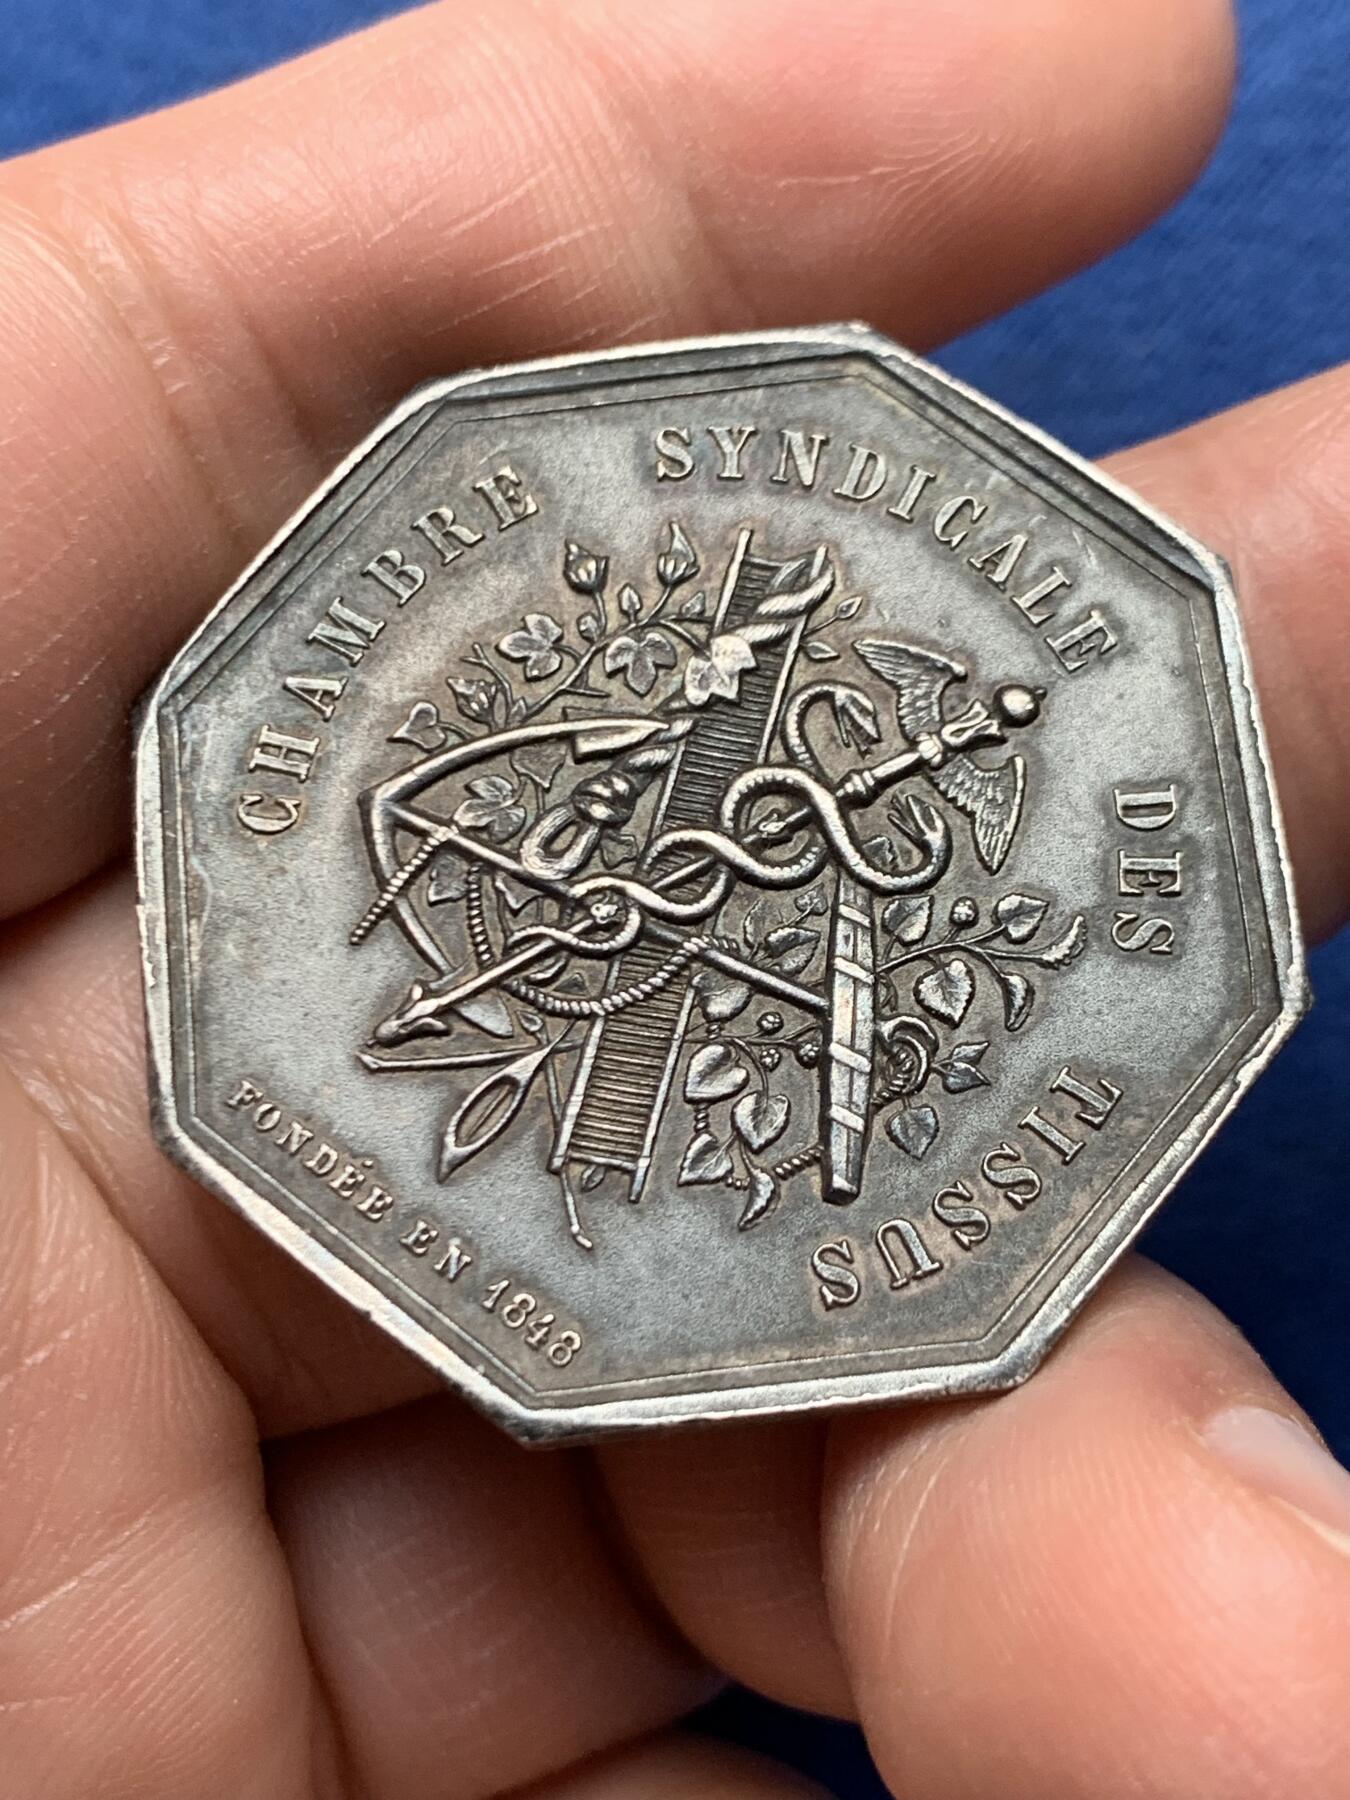 CHAMBRE SYNDICALE DES TISSUS
FONDÉE EN 1848